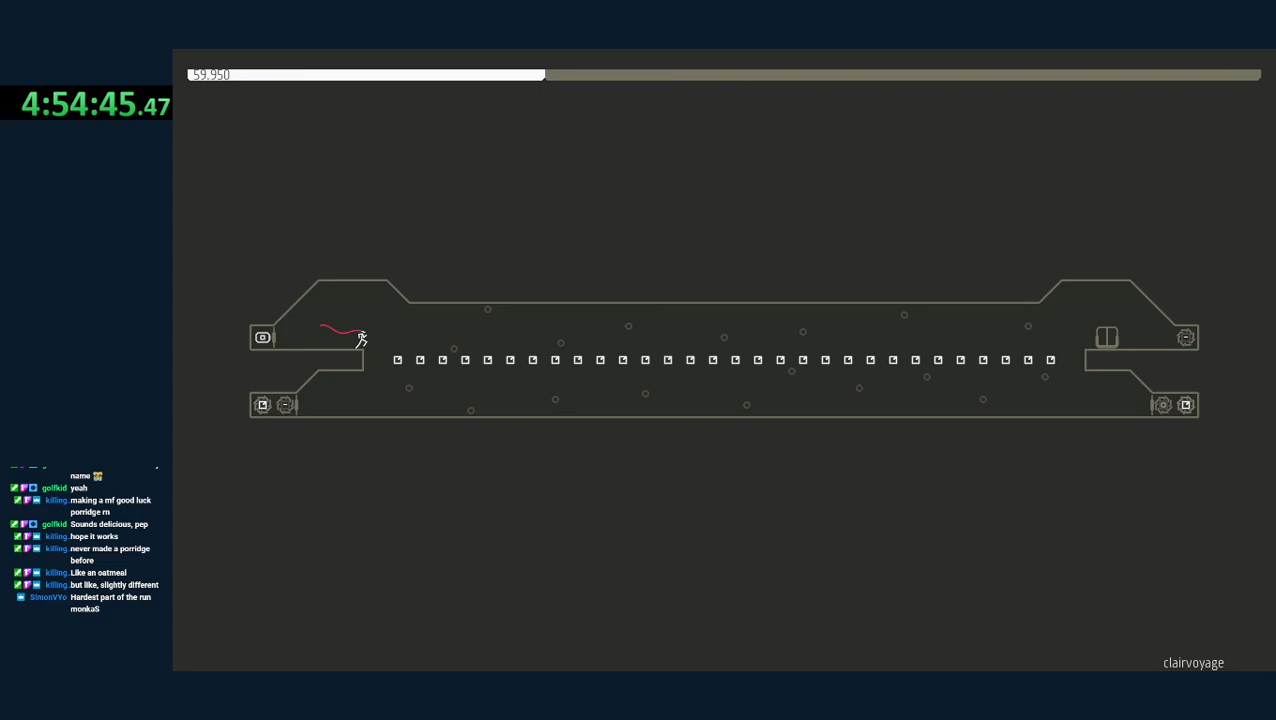 59.950
4:54:45.47
name
golfkid yeah
killing. making a mf good luck
porridge rn
golfkid Sounds delicious, pep
killing. hope it works
killing. never made a porridge
before
killing. Like an oatmeal
killing. but like, slightly different
SimonVYo Hardest part of the run
monkaS
clairvoyage